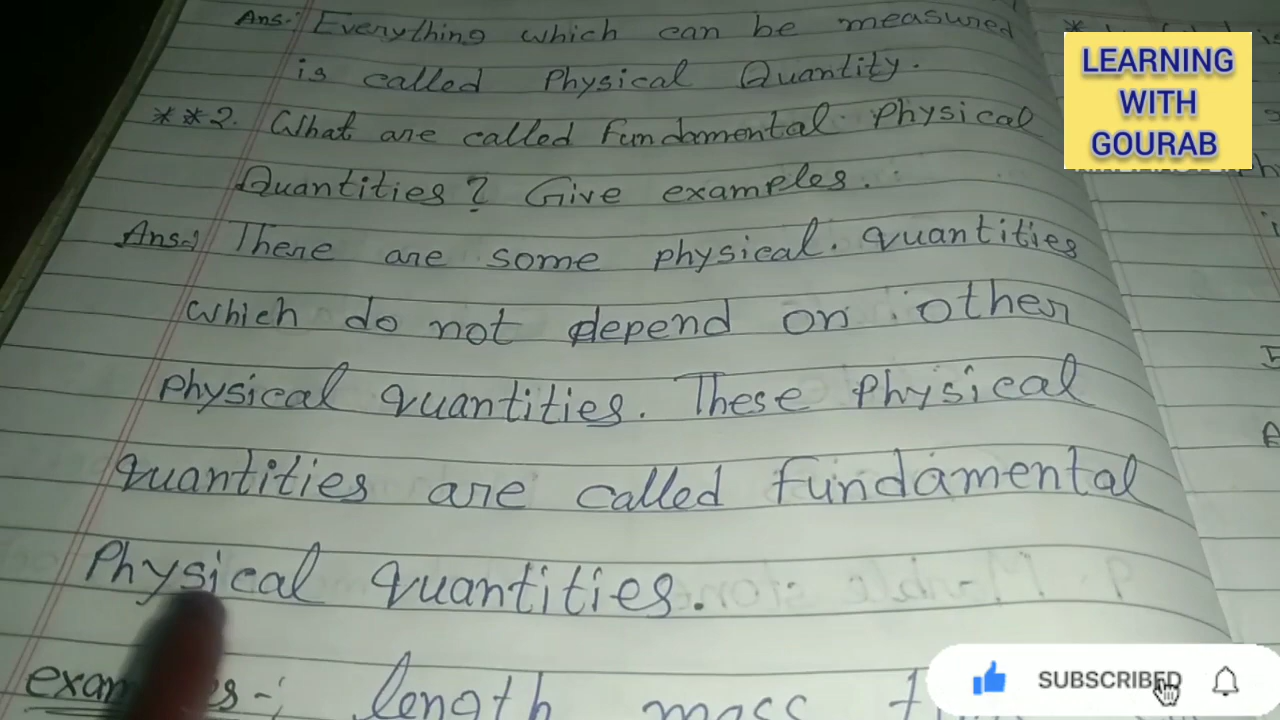 Ans-: Everything which can be measured
is called Physical Quantity.
**2. What are called Fundamental Physical
Quantities? Give examples.
Ans-: There are some physical quantities
which do not depend on other
physical quantities. These physical
quantities are called fundamental
Physical quantities.
length mass
LEARNING
WITH
GOURAB
SUBSCRIBED